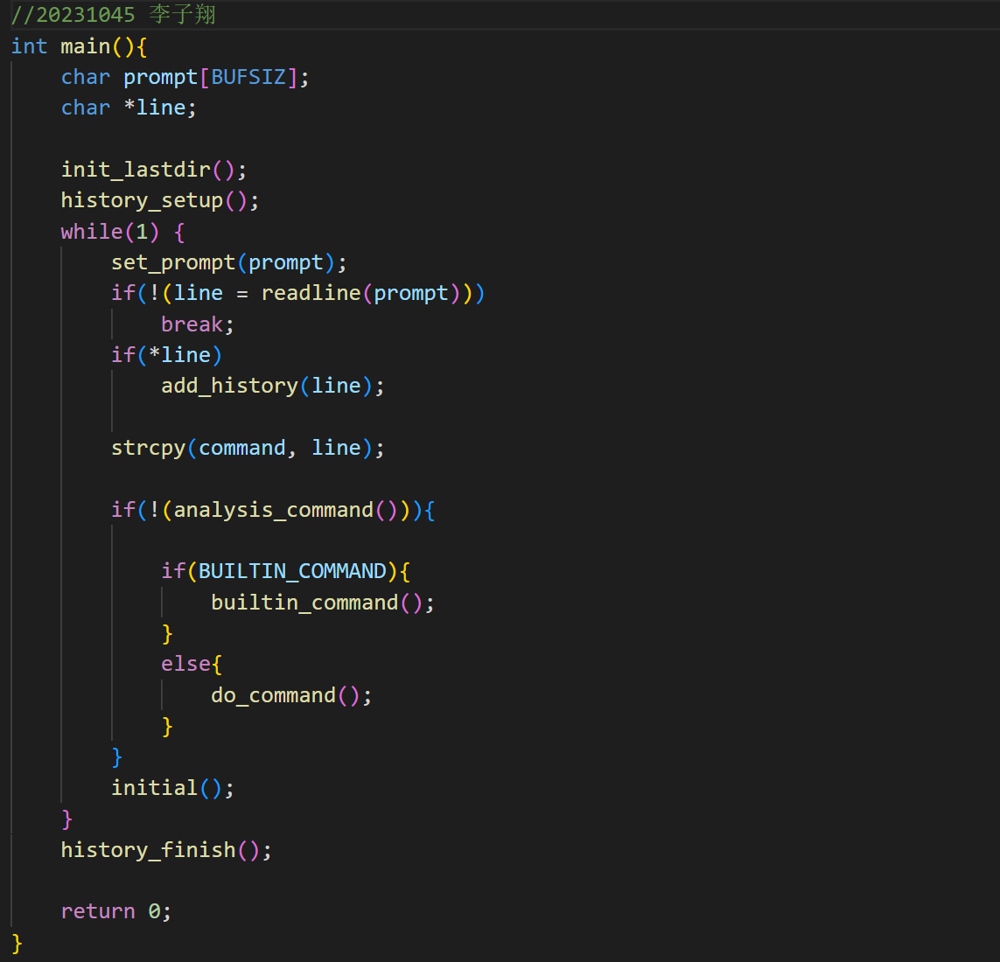 //20231045 李子翔
int main(){
    char prompt[BUFSIZ];
    char *line;

    init_lastdir();
    history_setup();
    while(1) {
        set_prompt(prompt);
        if(!(line = readline(prompt)))
            break;
        if(*line)
            add_history(line);

        strcpy(command, line);

        if(!(analysis_command())){

            if(BUILTIN_COMMAND){
                builtin_command();
            }
            else{
                do_command();
            }
        }
        initial();
    }
    history_finish();

    return 0;
}